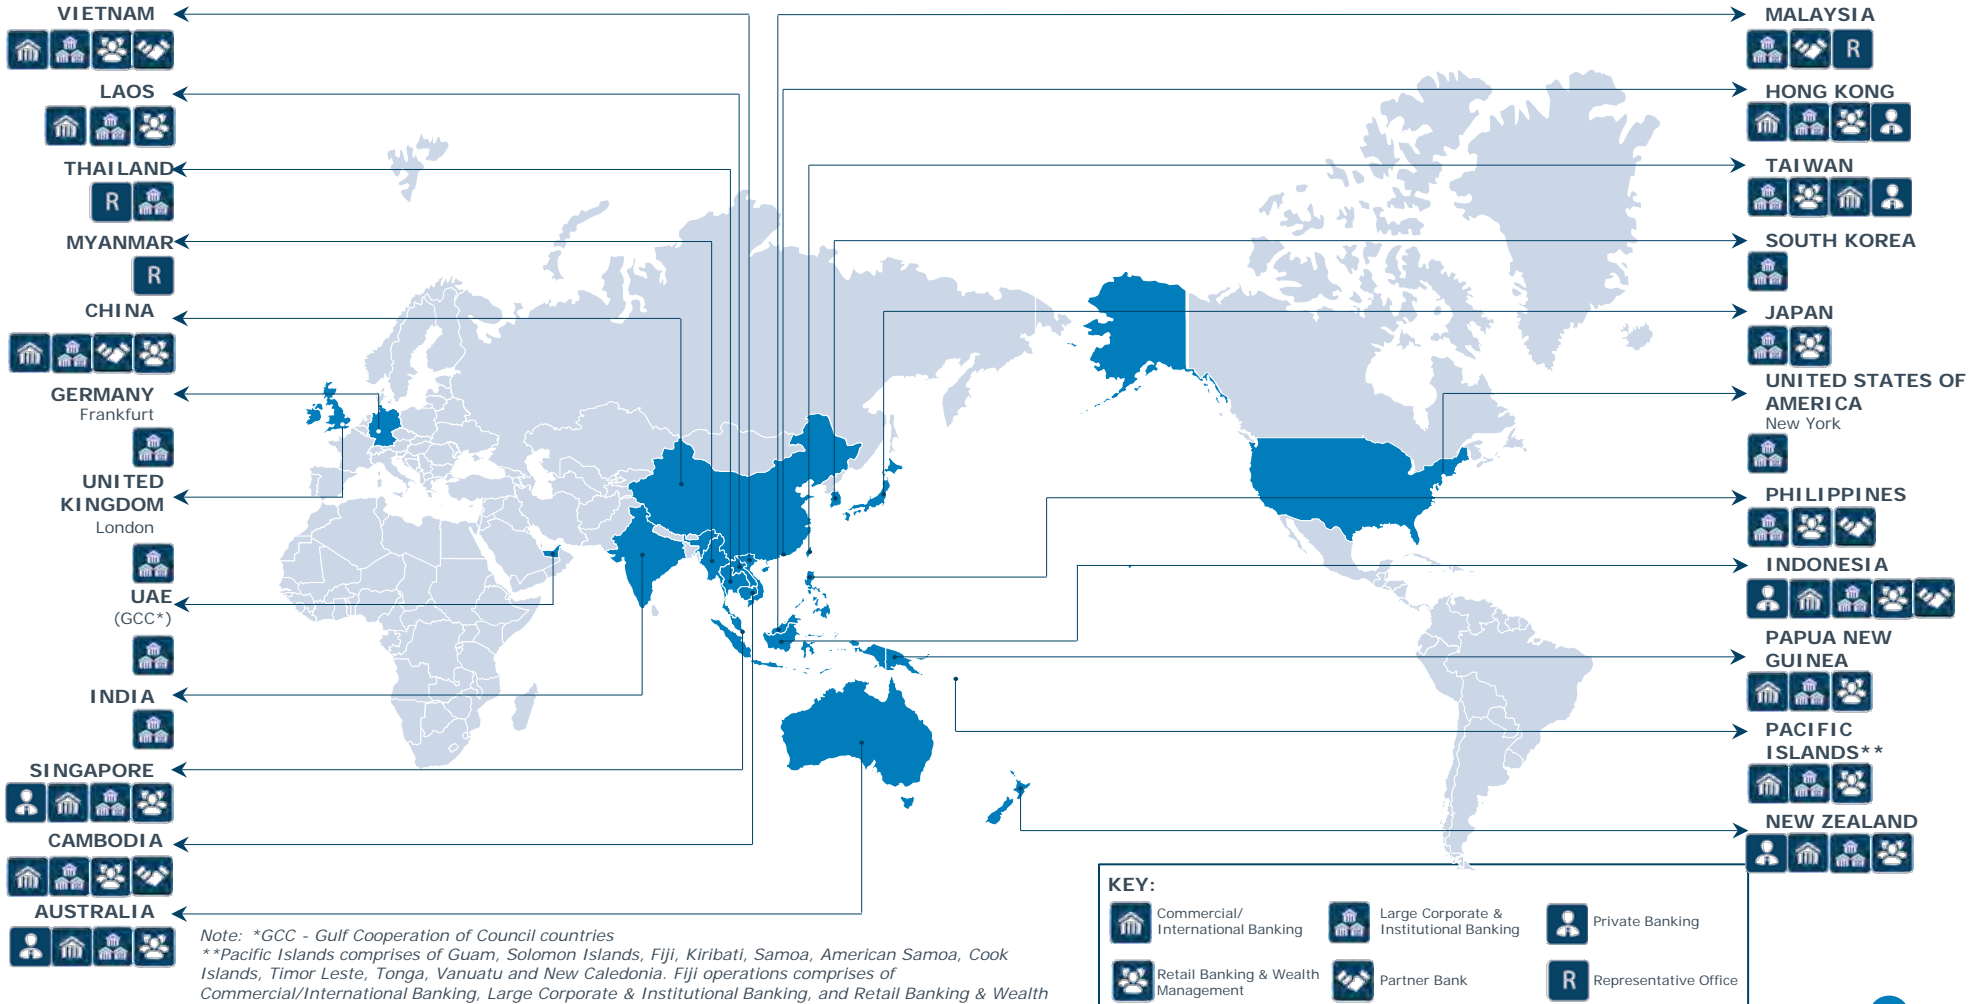 VIETNAM
LAOS
THAILAND
R
MYANMAR
R
CHINA
GERMANY
Frankfurt
UNITED
KINGDOM
London
UAE
(GCC*)
INDIA
SINGAPORE
CAMBODIA
AUSTRALIA
MALAYSIA
R
HONG KONG
TAIWAN
SOUTH KOREA
JAPAN
UNITED STATES OF
AMERICA
New York
PHILIPPINES
INDONESIA
PAPUA NEW
GUINEA
PACIFIC
ISLANDS**
NEW ZEALAND
Note: *GCC - Gulf Cooperation of Council countries
**Pacific Islands comprises of Guam, Solomon Islands, Fiji, Kiribati, Samoa, American Samoa, Cook
Islands, Timor Leste, Tonga, Vanuatu and New Caledonia. Fiji operations comprises of
Commercial/International Banking, Large Corporate & Institutional Banking, and Retail Banking & Wealth
KEY:
Commercial/
International Banking
Large Corporate &
Institutional Banking
Private Banking
Retail Banking & Wealth
Management
Partner Bank
R
Representative Office